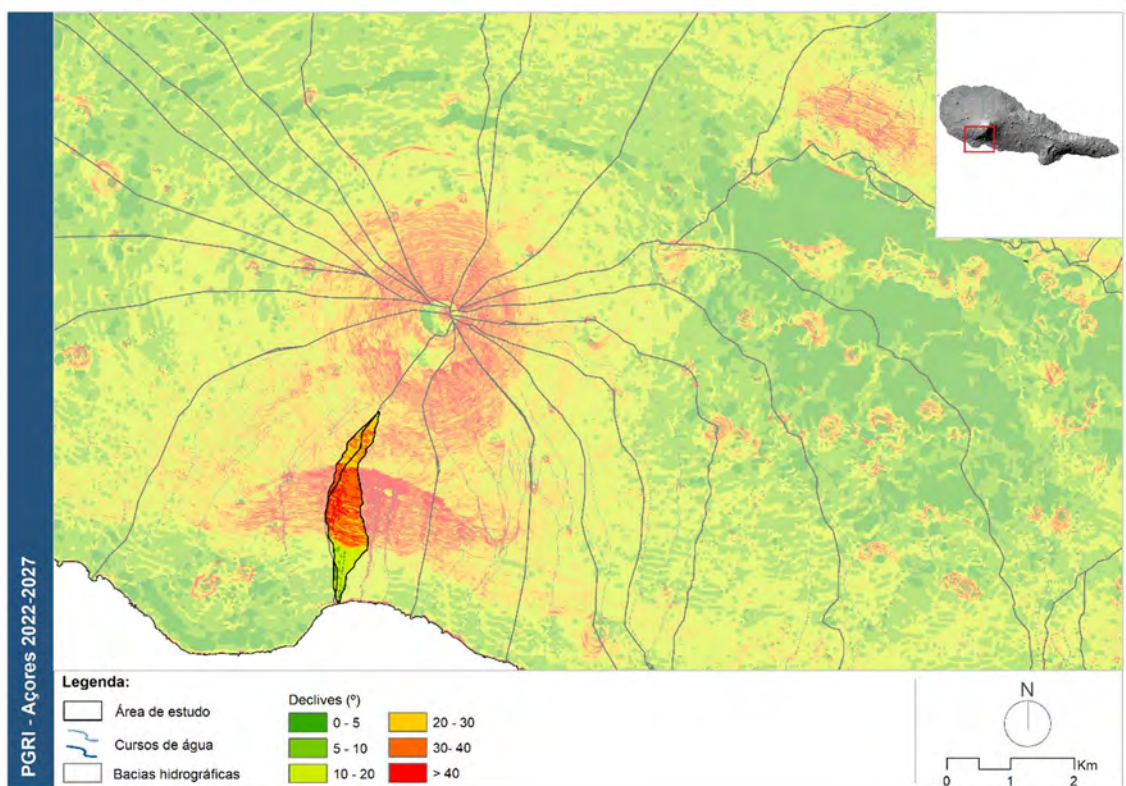 PGRI - Açores 2022-2027
Legenda:
Área de estudo
Cursos de água
Bacias hidrográficas
Declives (º)
0 - 5
5 - 10
10 - 20
20 - 30
30- 40
> 40
N
0 1 2
Km